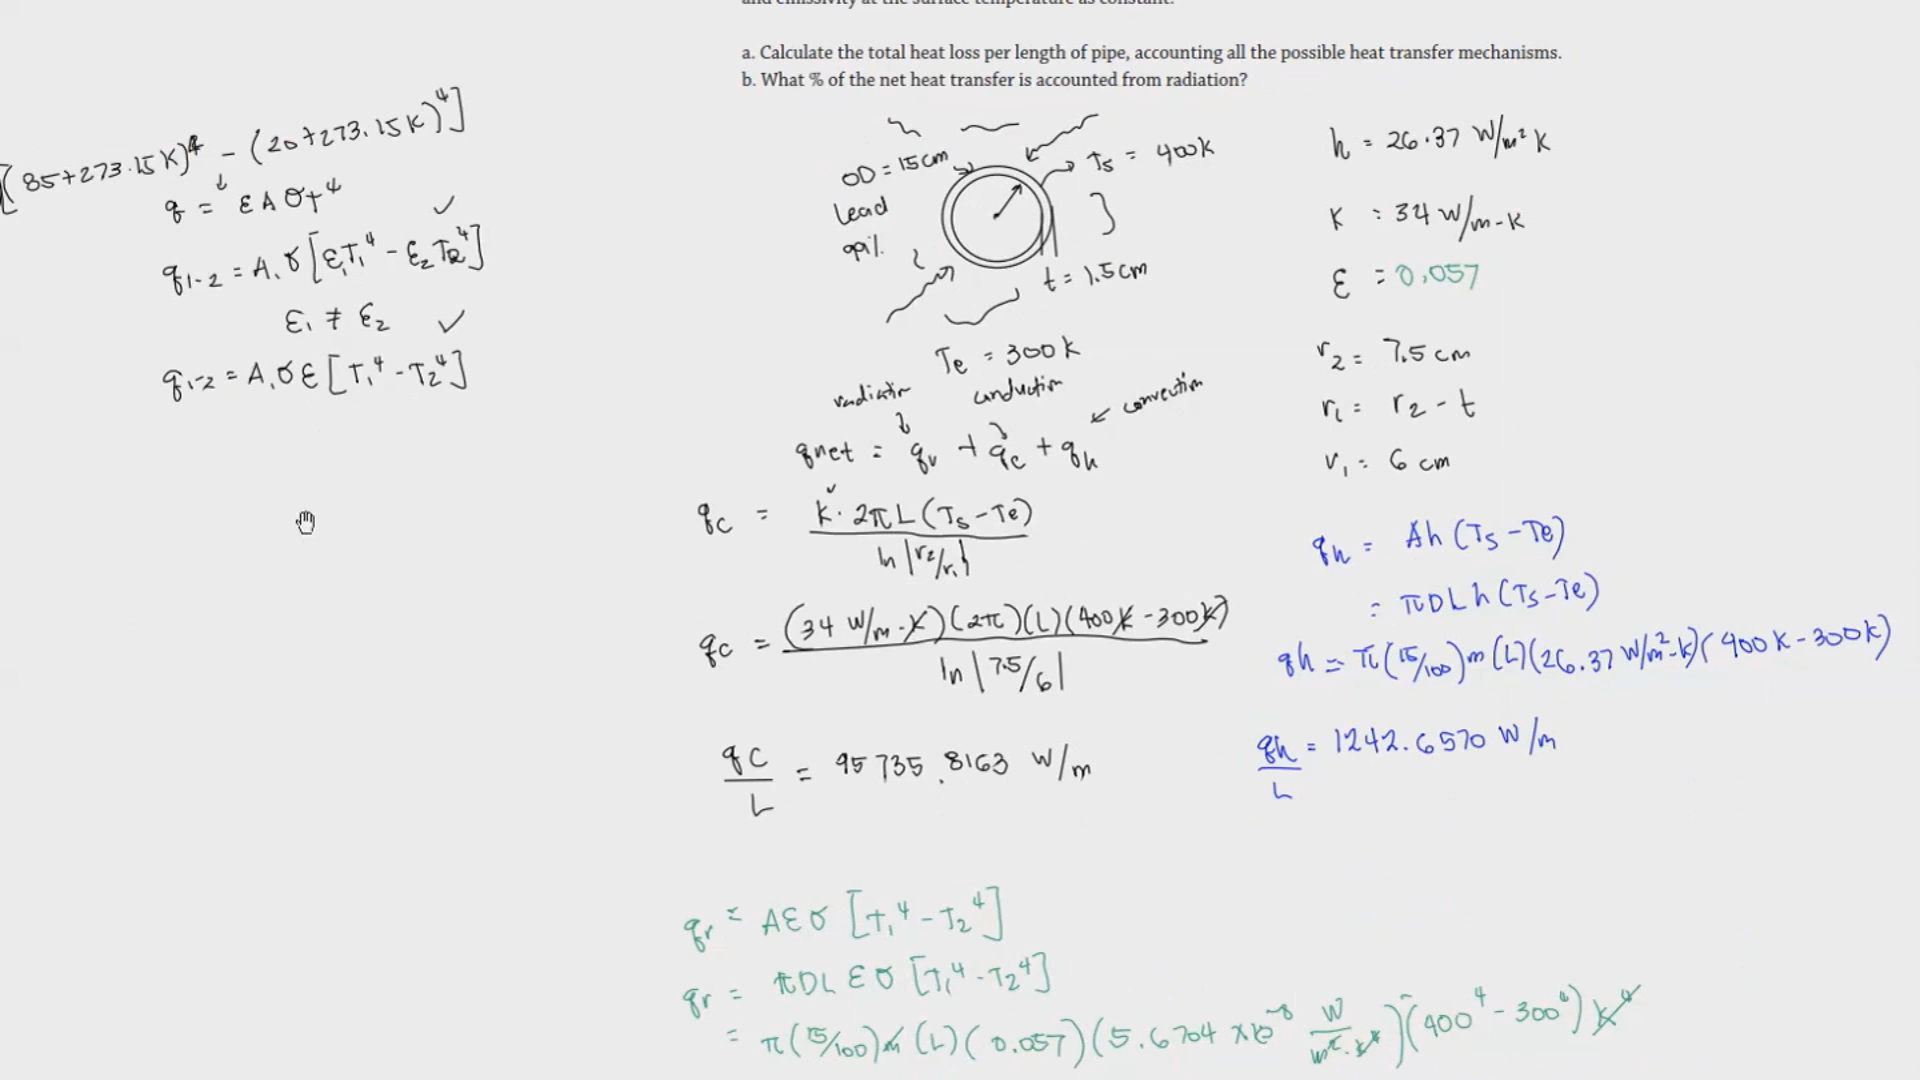 a. Calculate the total heat loss per length of pipe, accounting all the possible heat transfer mechanisms.
b. What % of the net heat transfer is accounted from radiation?
[(85+273.15K)⁴ - (20+273.15K)⁴]
q = εAσT⁴
q₁₋₂ = A₁σ[ε₁T₁⁴ - ε₂T₂⁴]
ε₁ ≠ ε₂
q₁₋₂ = A₁σε[T₁⁴ - T₂⁴]
OD = 15cm
Lead
99%
Ts = 400K
t = 1.5cm
Te = 300K
radiation
conduction
convection
qnet = qr + qc + qh
qc = k·2πL(Ts-Te) / ln|r2/r1|
qc = (34 W/m-K)(2π)(L)(400K-300K) / ln|7.5/6|
qc/L = 95735.8163 W/m
h = 26.37 W/m²K
K = 34 W/m-K
ε = 0.057
r₂ = 7.5cm
r₁ = r₂ - t
r₁ = 6 cm
qh = Ah(Ts-Te)
= πDLh(Ts-Te)
qh = π(15/100)m(L)(26.37 W/m²-K)(400K-300K)
qh/L = 1242.6570 W/m
qr = Aεσ[T₁⁴ - T₂⁴]
qr = πDLεσ[T₁⁴ - T₂⁴]
= π(15/100)m(L)(0.057)(5.6704×10⁻⁸ W/m²·K⁴)(400⁴ - 300⁴)K⁴